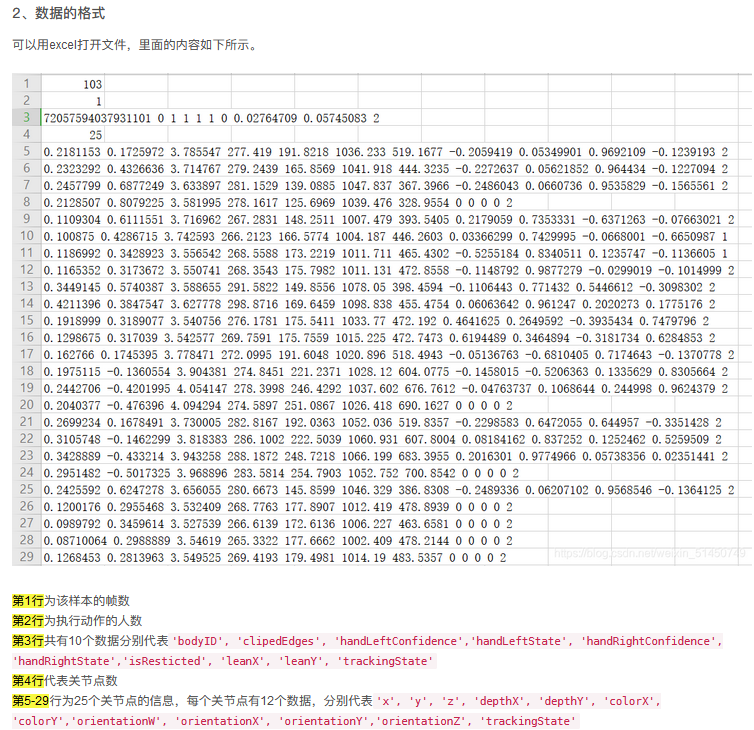 2、数据的格式
可以用excel打开文件，里面的内容如下所示。
1 103
2 1
3 72057594037931101 0 1 1 1 1 0 0.02764709 0.05745083 2
4 25
5 0.2181153 0.1725972 3.785547 277.419 191.8218 1036.233 519.1677 -0.2059419 0.05349901 0.9692109 -0.1239193 2
6 0.2323292 0.4326636 3.714767 279.2439 165.8569 1041.918 444.3235 -0.2272637 0.05621852 0.964434 -0.1227094 2
7 0.2457799 0.6877249 3.633897 281.1529 139.0885 1047.837 367.3966 -0.2486043 0.0660736 0.9535829 -0.1565561 2
8 0.2128507 0.8079225 3.581995 278.1617 125.6969 1039.476 328.9554 0 0 0 0 2
9 0.1109304 0.6111551 3.716962 267.2831 148.2511 1007.479 393.5405 0.2179059 0.7353331 -0.6371263 -0.07663021 2
10 0.100875 0.4286715 3.742593 266.2123 166.5774 1004.187 446.2603 0.03366299 0.7429995 -0.0668001 -0.6650987 1
11 0.1186992 0.3428923 3.556542 268.5588 173.2219 1011.711 465.4302 -0.5255184 0.8340511 0.1235747 -0.1136605 1
12 0.1165352 0.3173672 3.550741 268.3543 175.7982 1011.131 472.8558 -0.1148792 0.9877279 -0.0299019 -0.1014999 2
13 0.3449145 0.5740387 3.588655 291.5822 149.8556 1078.05 398.4594 -0.1106443 0.771432 0.5446612 -0.3098302 2
14 0.4211396 0.3847547 3.627778 298.8716 169.6459 1098.838 455.4754 0.06063642 0.961247 0.2020273 0.1775176 2
15 0.1918999 0.3189077 3.540756 276.1781 175.5411 1033.77 472.192 0.4641625 0.2649592 -0.3935434 0.7479796 2
16 0.1298675 0.317039 3.542577 269.7591 175.7559 1015.225 472.7473 0.6194489 0.3464894 -0.3181734 0.6284853 2
17 0.162766 0.1745395 3.778471 272.0995 191.6048 1020.896 518.4943 -0.05136763 -0.6810405 0.7174643 -0.1370778 2
18 0.1975115 -0.1360554 3.904381 274.8451 221.2371 1028.12 604.0775 -0.1458015 -0.5206363 0.1335629 0.8305664 2
19 0.2442706 -0.4201995 4.054147 278.3998 246.4292 1037.602 676.7612 -0.04763737 0.1068644 0.244998 0.9624379 2
20 0.2040377 -0.476396 4.094294 274.5897 251.0867 1026.418 690.1627 0 0 0 0 2
21 0.2699234 0.1678491 3.730005 282.8167 192.0363 1052.036 519.8357 -0.2298583 0.6472055 0.644957 -0.3351428 2
22 0.3105748 -0.1462299 3.818383 286.1002 222.5039 1060.931 607.8004 0.08184162 0.837252 0.1252462 0.5259509 2
23 0.3428889 -0.433214 3.943258 288.1872 248.7218 1066.199 683.3955 0.2016301 0.9774966 0.05738356 0.02351441 2
24 0.2951482 -0.5017325 3.968896 283.5814 254.7903 1052.752 700.8542 0 0 0 0 2
25 0.2425592 0.6247278 3.656055 280.6673 145.8599 1046.329 386.8308 -0.2489336 0.06207102 0.9568546 -0.1364125 2
26 0.1200176 0.2955468 3.532409 268.7763 177.8907 1012.419 478.8939 0 0 0 0 2
27 0.0989792 0.3459614 3.527539 266.6139 172.6136 1006.227 463.6581 0 0 0 0 2
28 0.08710064 0.2988889 3.54619 265.3322 177.6662 1002.409 478.2144 0 0 0 0 2
29 0.1268453 0.2813963 3.549525 269.4193 179.4981 1014.19 483.5357 0 0 0 0 2
https://blog.csdn.net/weixin_51450749
第1行为该样本的帧数
第2行为执行动作的人数
第3行共有10个数据分别代表'bodyID', 'clipedEdges', 'handLeftConfidence','handLeftState', 'handRightConfidence',
'handRightState','isResticted', 'leanX', 'leanY', 'trackingState'
第4行代表关节点数
第5-29行为25个关节点的信息，每个关节点有12个数据，分别代表'x', 'y', 'z', 'depthX', 'depthY', 'colorX',
'colorY','orientationW', 'orientationX', 'orientationY','orientationZ', 'trackingState'